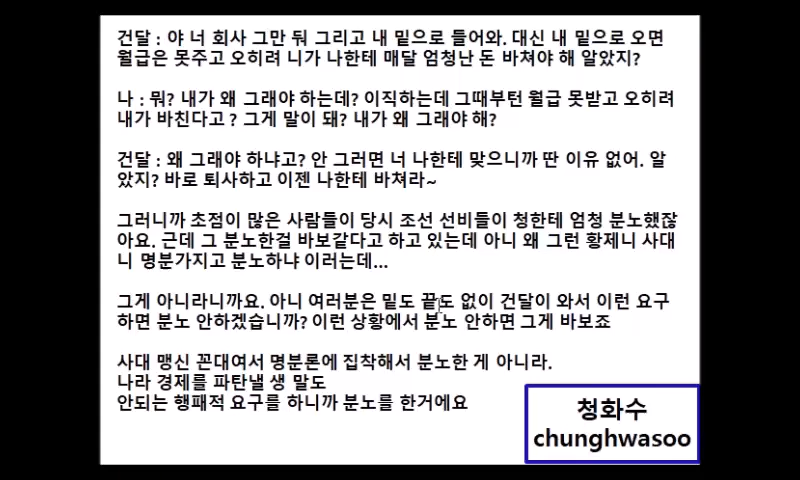 건달 : 야 너 회사 그만 둬 그리고 내 밑으로 들어와. 대신 내 밑으로 오면
월급은 못주고 오히려 니가 나한테 매달 엄청난 돈 바쳐야 해 알았지?
나 : 뭐? 내가 왜 그래야 하는데? 이직하는데 그때부턴 월급 못받고 오히려
내가 바친다고 ? 그게 말이 돼? 내가 왜 그래야 해?
건달 : 왜 그래야 하냐고? 안 그러면 너 나한테 맞으니까 딴 이유 없어. 알
았지? 바로 퇴사하고 이젠 나한테 바쳐라~
그러니까 초점이 많은 사람들이 당시 조선 선비들이 청한테 엄청 분노했잖
아요. 근데 그 분노한걸 바보같다고 하고 있는데 아니 왜 그런 황제니 사대
니 명분가지고 분노하냐 이러는데...
그게 아니라니까요. 아니 여러분은 밑도 끝도 없이 건달이 와서 이런 요구
하면 분노 안하겠습니까? 이런 상황에서 분노 안하면 그게 바보죠
사대 맹신 꼰대여서 명분론에 집착해서 분노한 게 아니라.
나라 경제를 파탄낼 생 말도
안되는 행패적 요구를 하니까 분노를 한거에요
청화수
chunghwasoo